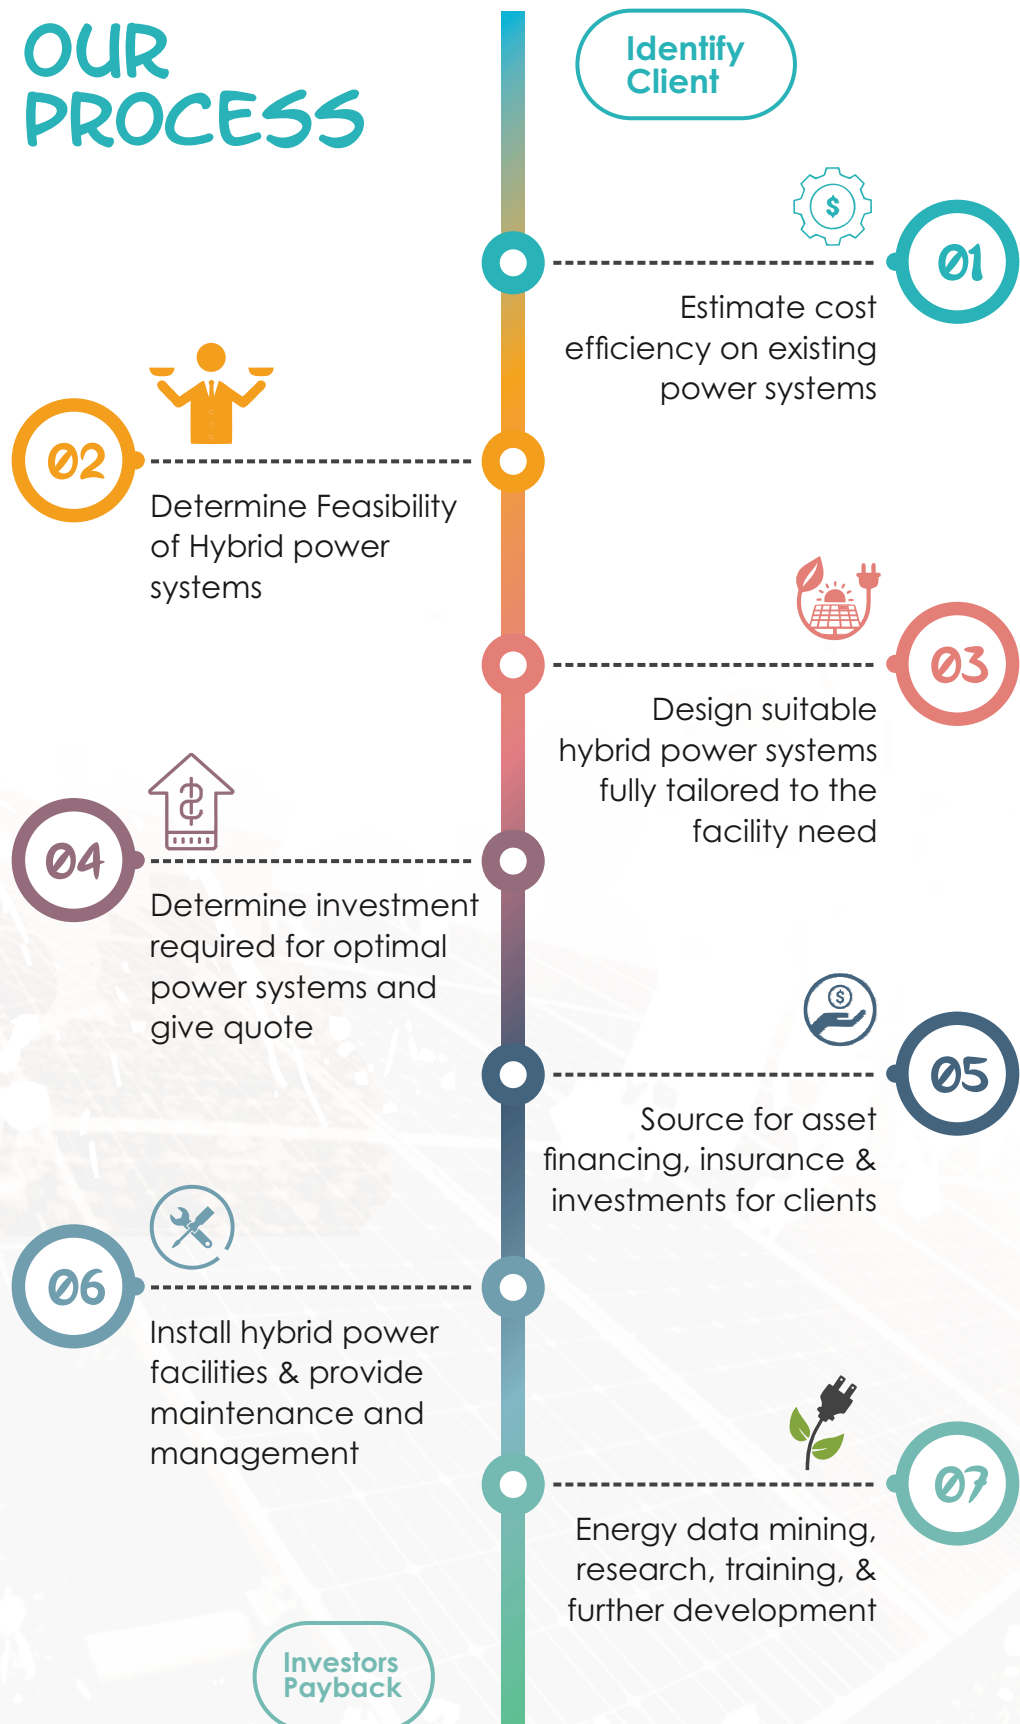 OUR
PROCESS
Identify
Client
$
01
Estimate cost
efficiency on existing
power systems
02
Determine Feasibility
of Hybrid power
systems
03
Design suitable
hybrid power systems
fully tailored to the
facility need
$
04
Determine investment
required for optimal
power systems and
give quote
$
05
Source for asset
financing, insurance &
investments for clients
06
Install hybrid power
facilities & provide
maintenance and
management
07
Energy data mining,
research, training, &
further development
Investors
Payback